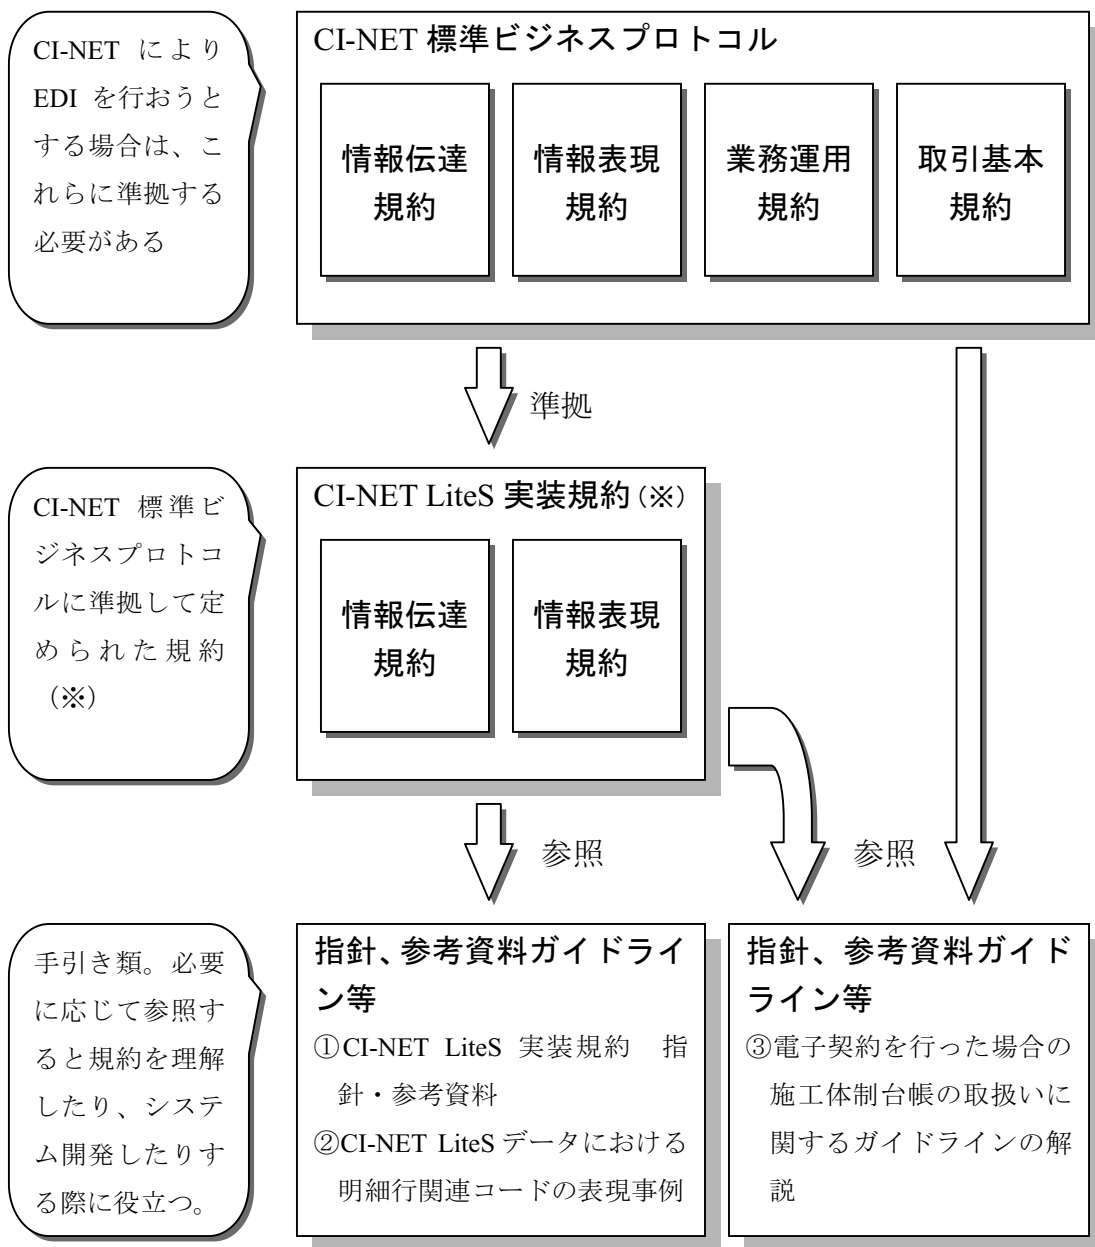 CI-NET により
EDI を行おうと
する場合は、こ
れらに準拠する
必要がある
CI-NET 標準ビジネスプロトコル
情報伝達
規約
情報表現
規約
業務運用
規約
取引基本
規約
準拠
CI-NET 標準ビ
ジネスプロトコ
ルに準拠して定
められた規約
（※）
CI-NET LiteS 実装規約（※）
情報伝達
規約
情報表現
規約
参照
参照
手引き類。必要
に応じて参照す
ると規約を理解
したり、システ
ム開発したりす
る際に役立つ。
指針、参考資料ガイドライ
ン等
①CI-NET LiteS 実装規約 指
針・参考資料
②CI-NET LiteS データにおける
明細行関連コードの表現事例
指針、参考資料ガイド
ライン等
③電子契約を行った場合の
施工体制台帳の取扱いに
関するガイドラインの解
説